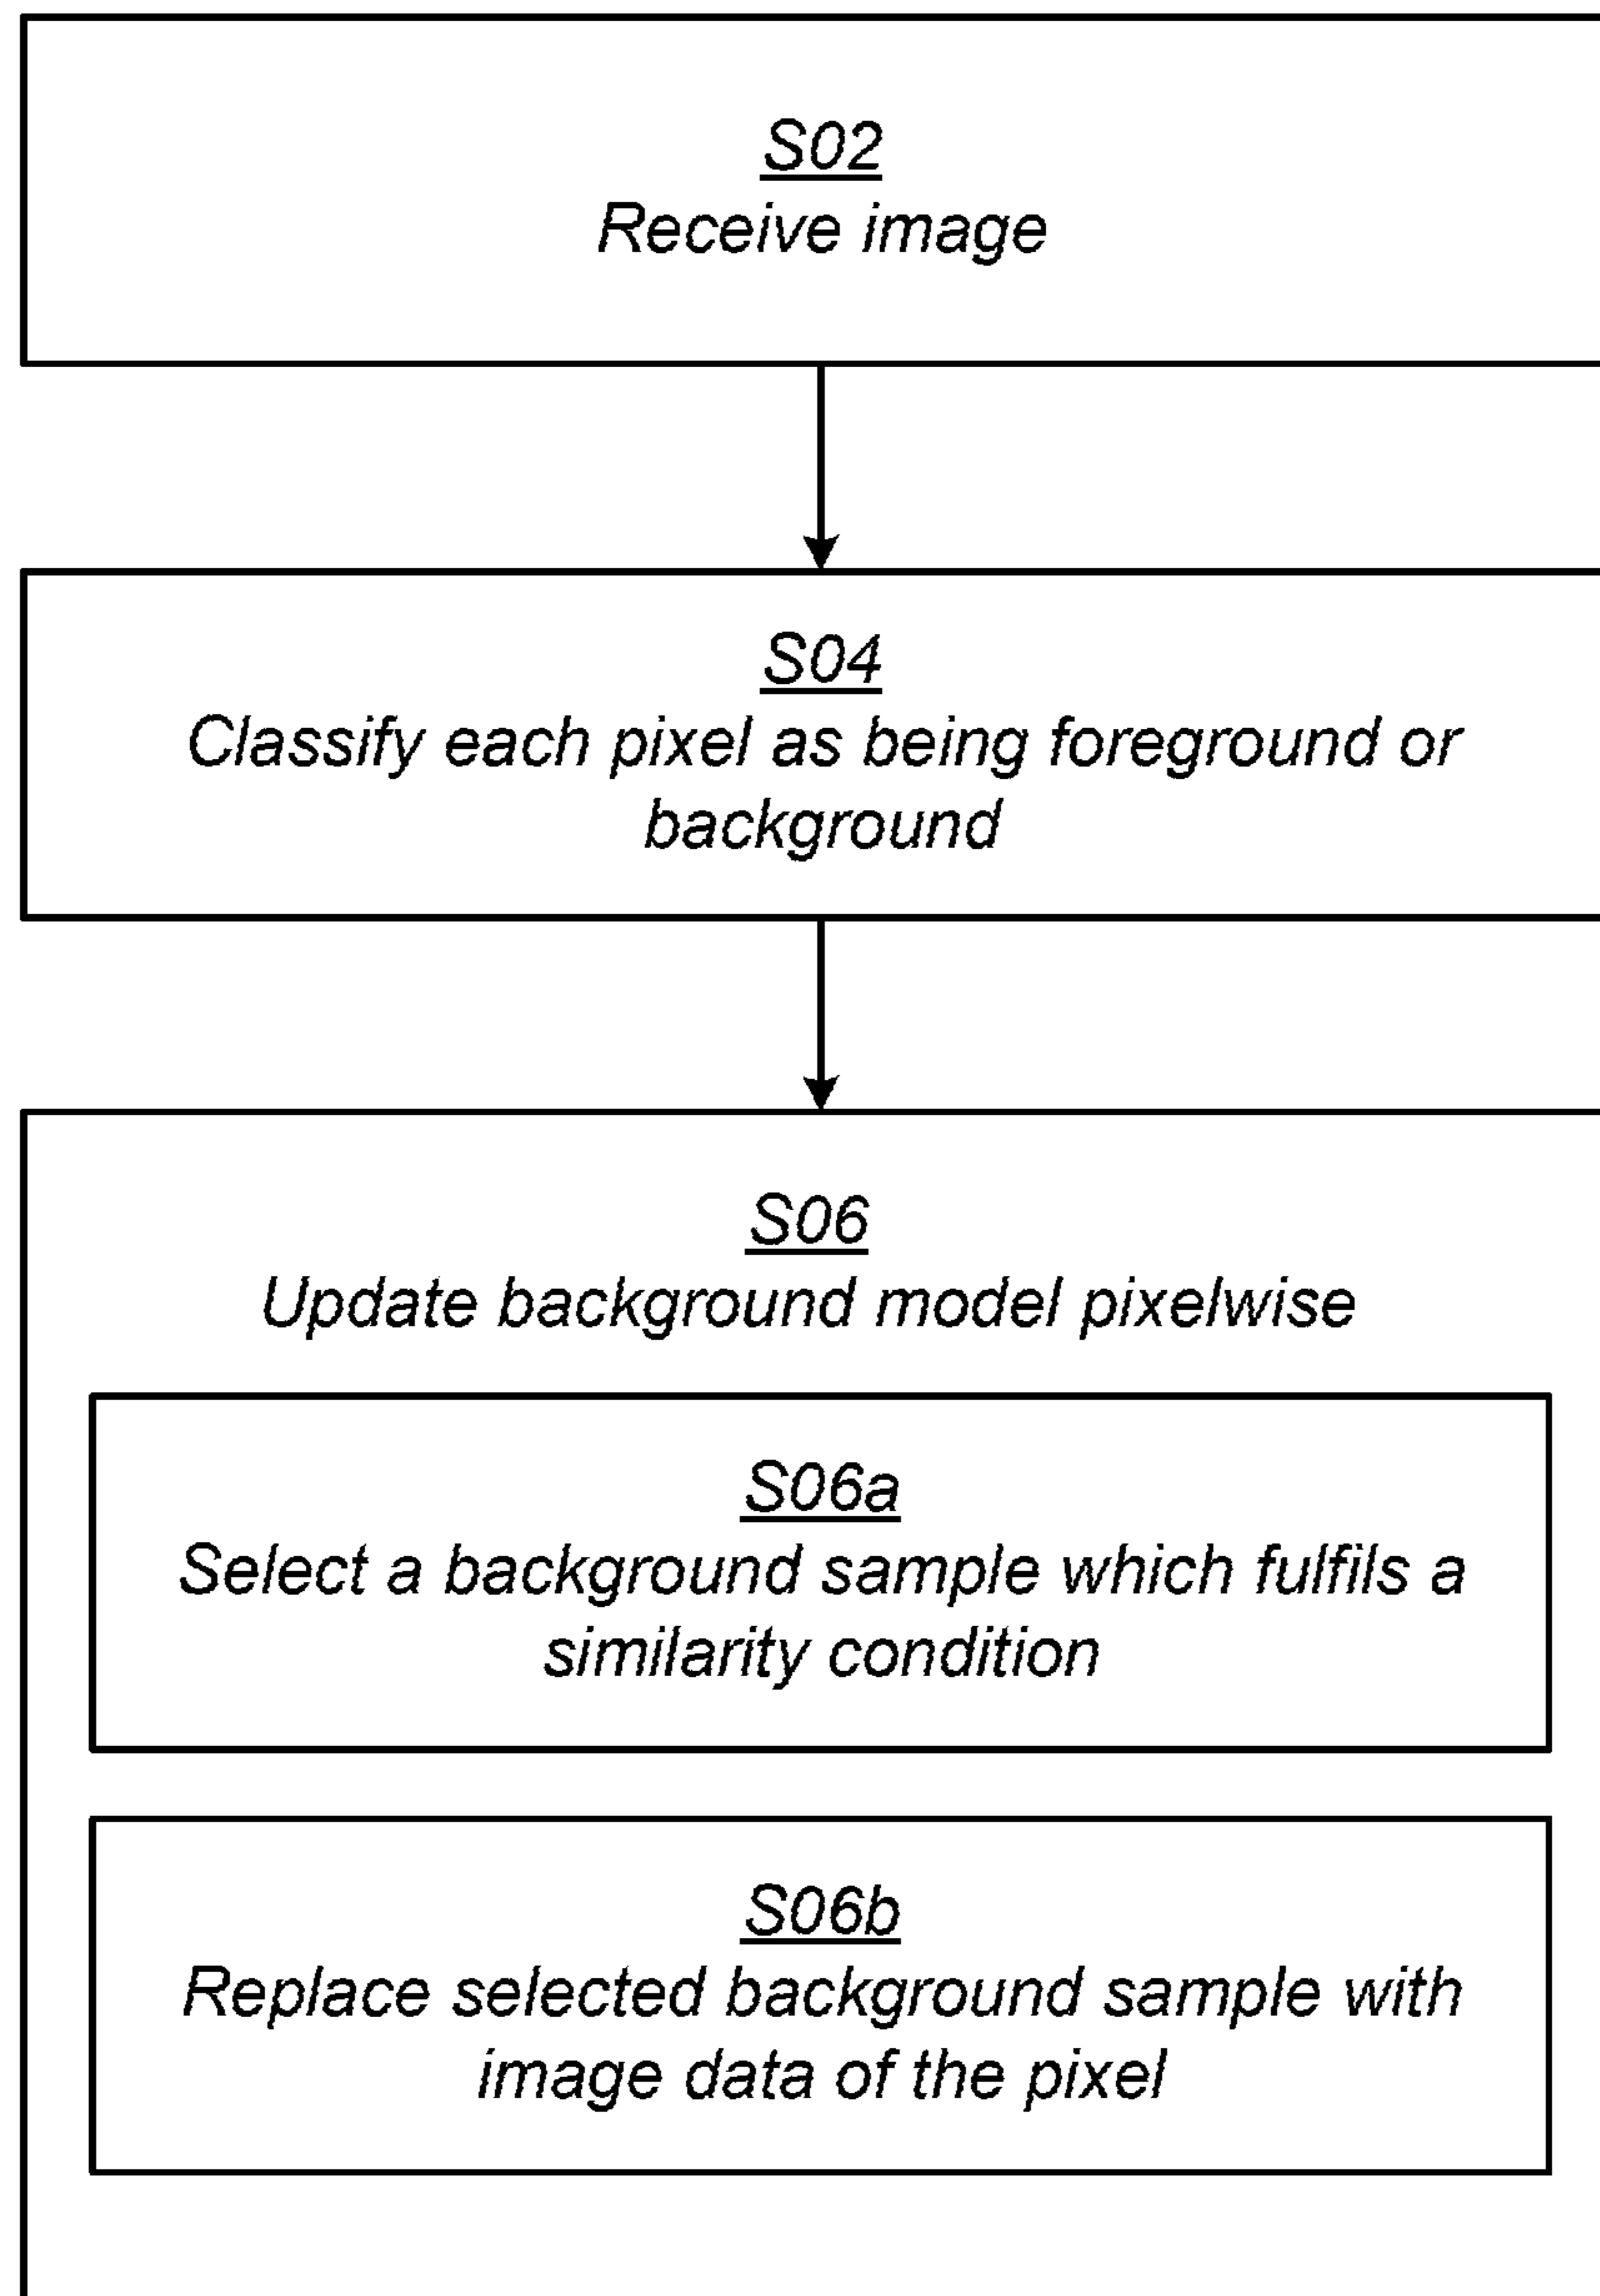 S02
Receive image
S04
Classify each pixel as being foreground or
background
S06
Update background model pixelwise
S06a
Select a background sample which fulfils a
similarity condition
S06b
Replace selected background sample with
image data of the pixel